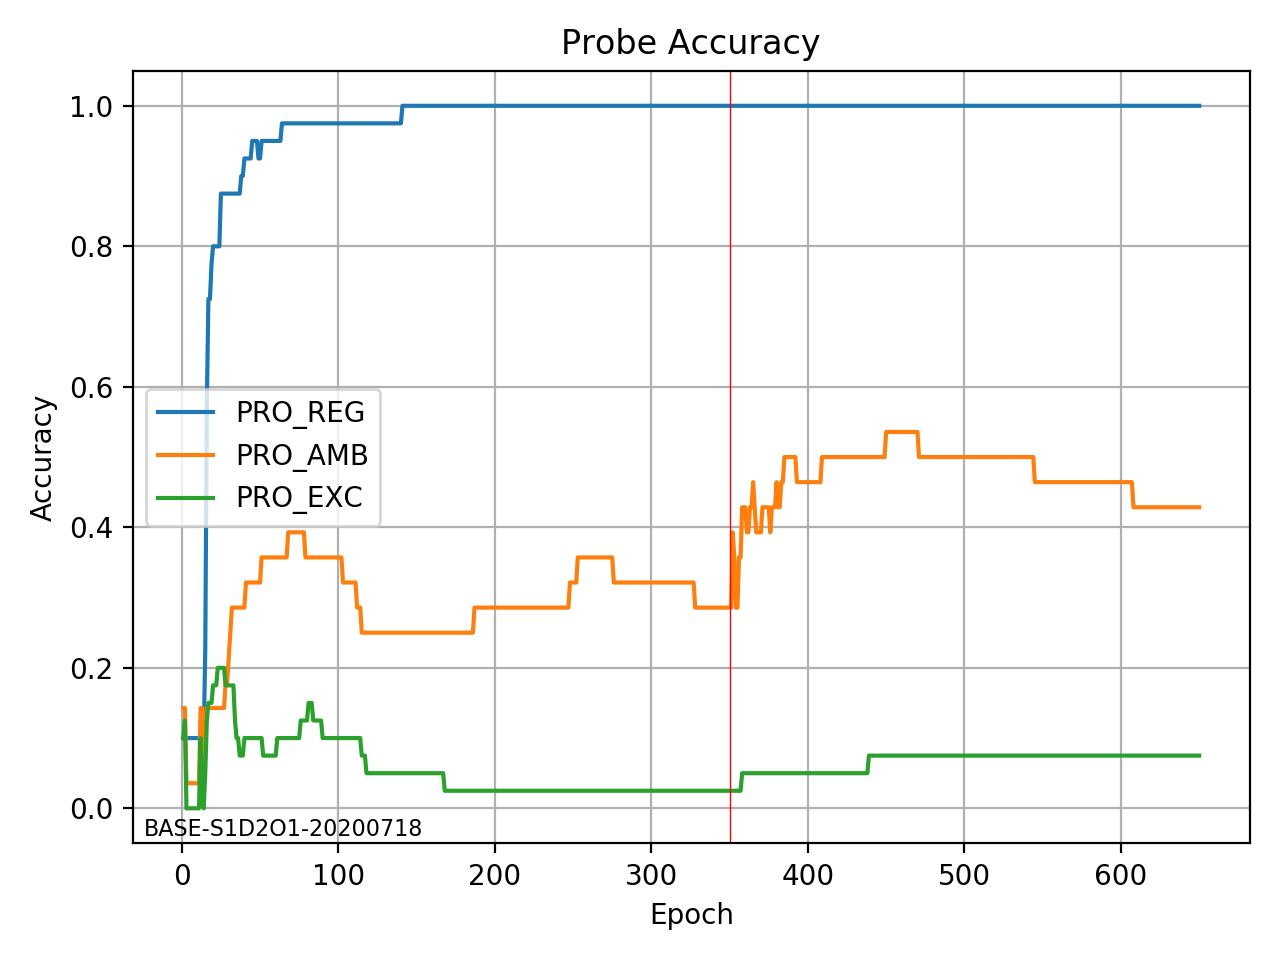 Probe Accuracy
1.0
0.8
0.6
0.4
0.2
0.0
Accuracy
PRO_REG
PRO_AMB
PRO_EXC
BASE-S1D2O1-20200718
0 100 200 300 400 500 600
Epoch